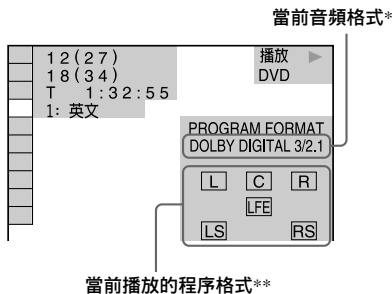 當前音頻格式*
12(27)
18(34)
T 1:32:55
1: 英文
播放
DVD
PROGRAM FORMAT
DOLBY DIGITAL 3/2.1
L C R
LFE
LS RS
當前播放的程序格式**